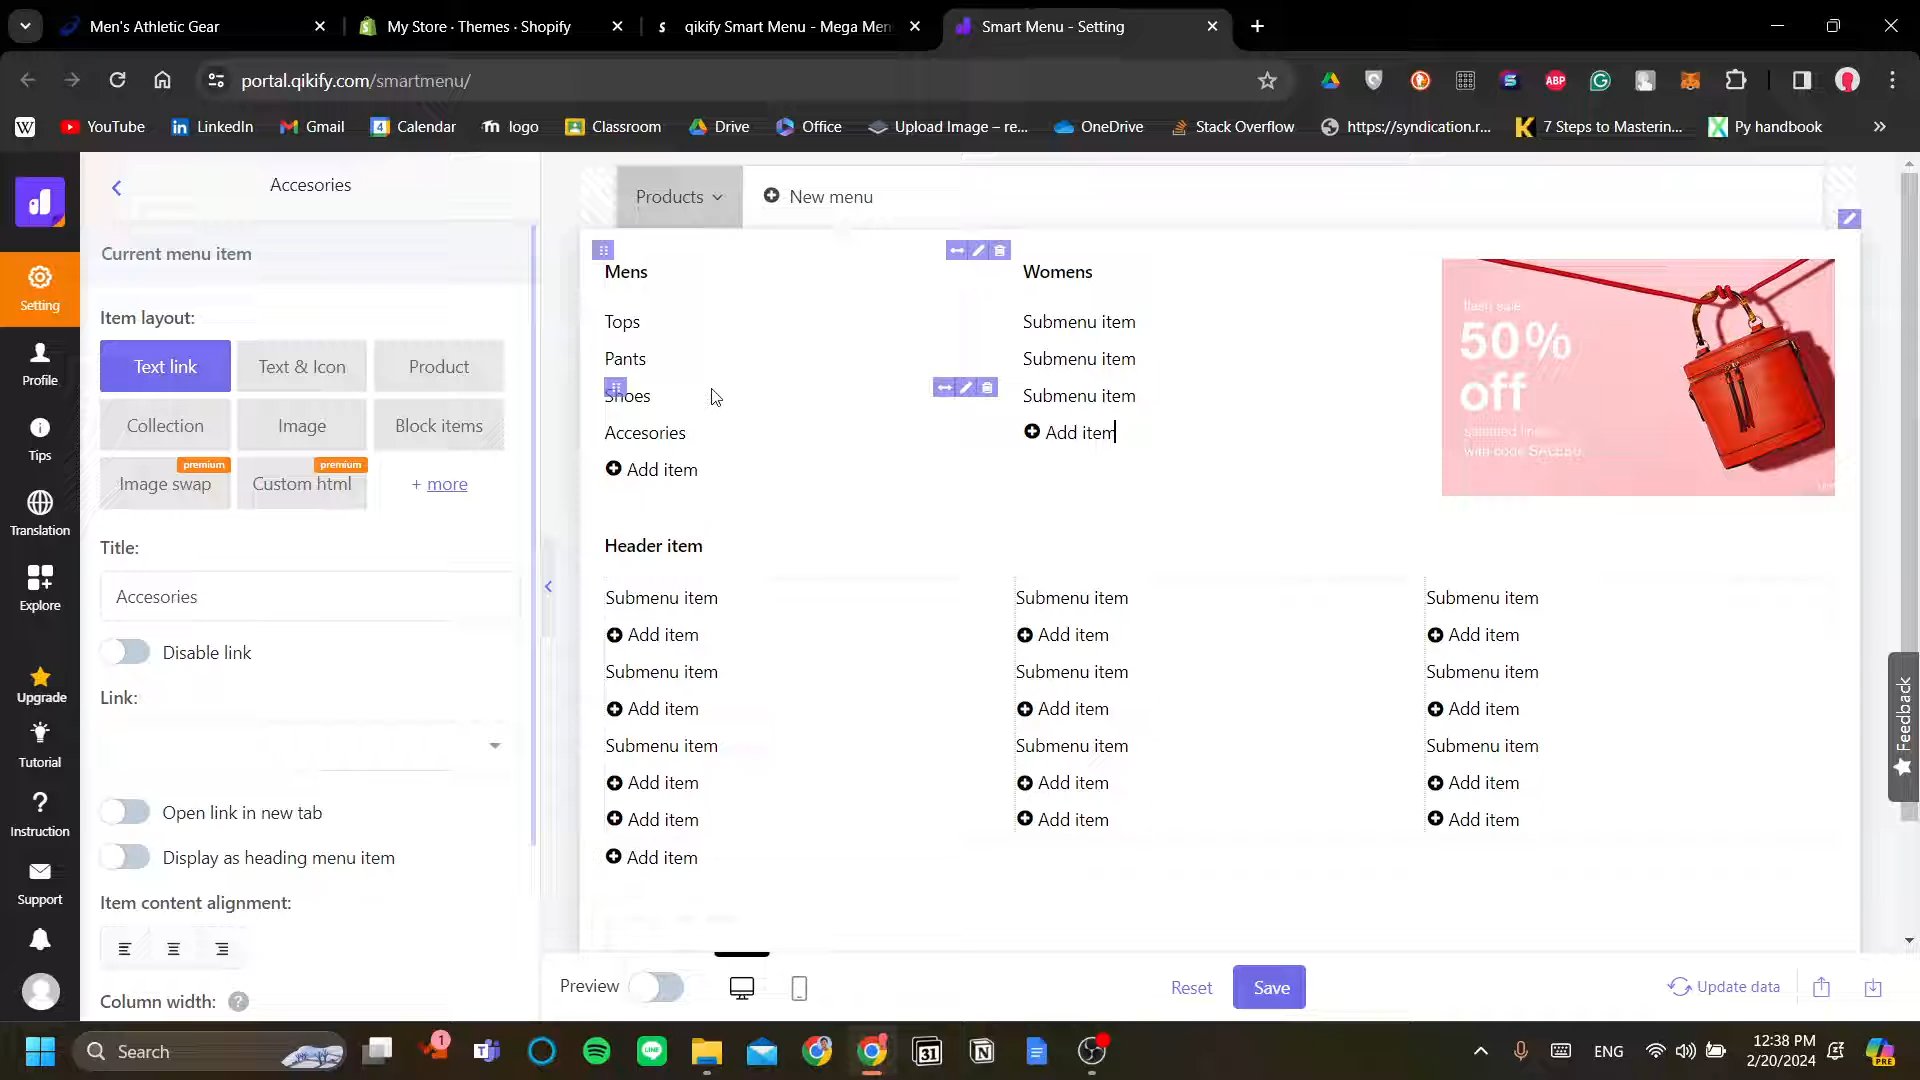 Men's Athletic Gear
My Store · Themes · Shopify
qikify Smart Menu - Mega Men
Smart Menu - Setting
portal.qikify.com/smartmenu/
ABP
W
YouTube
LinkedIn
Gmail
Calendar
logo
Classroom
Drive
Office
Upload Image – re...
OneDrive
Stack Overflow
https://syndication.r...
7 Steps to Masterin...
Py handbook
»
Setting
Profile
Tips
Translation
Explore
Upgrade
Tutorial
Instruction
Support
Accesories
Current menu item
Item layout:
Text link
Text & Icon
Product
Collection
Image
Block items
premium
Image swap
premium
Custom html
+ more
Title:
Accesories
Disable link
Link:
Open link in new tab
Display as heading menu item
Item content alignment:
Column width: ?
Products
New menu
Mens
Tops
Pants
Shoes
Accesories
Add item
Womens
Submenu item
Submenu item
Submenu item
Add item
flash sale
50%
off
with code
Header item
Submenu item
Add item
Submenu item
Add item
Submenu item
Add item
Add item
Add item
Submenu item
Add item
Submenu item
Add item
Submenu item
Add item
Add item
Submenu item
Add item
Submenu item
Add item
Submenu item
Add item
Add item
Feedback
Preview
Reset
Save
Update data
Search
1
31
ENG
12:38 PM
2/20/2024
PRE